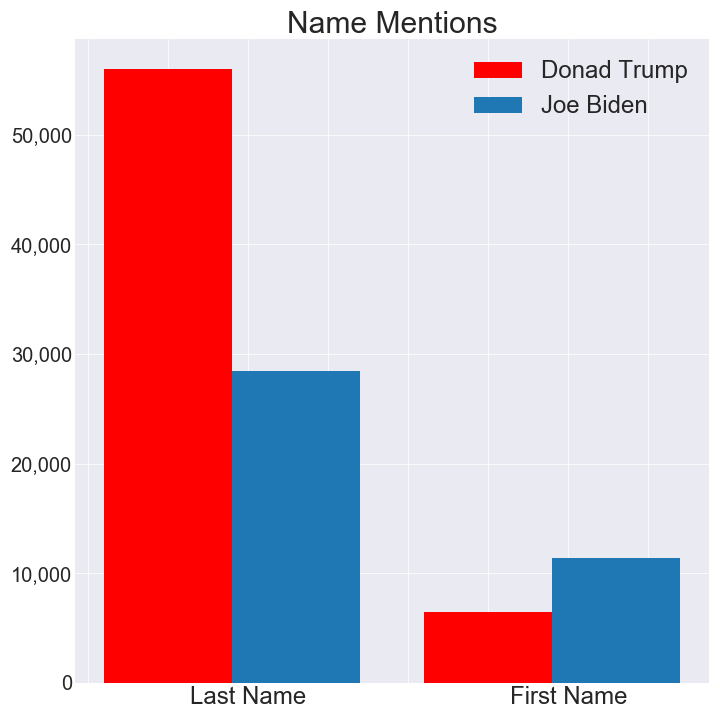 Name Mentions
Donad Trump
Joe Biden
50,000
40,000
30,000
20,000
10,000
0
Last Name
First Name